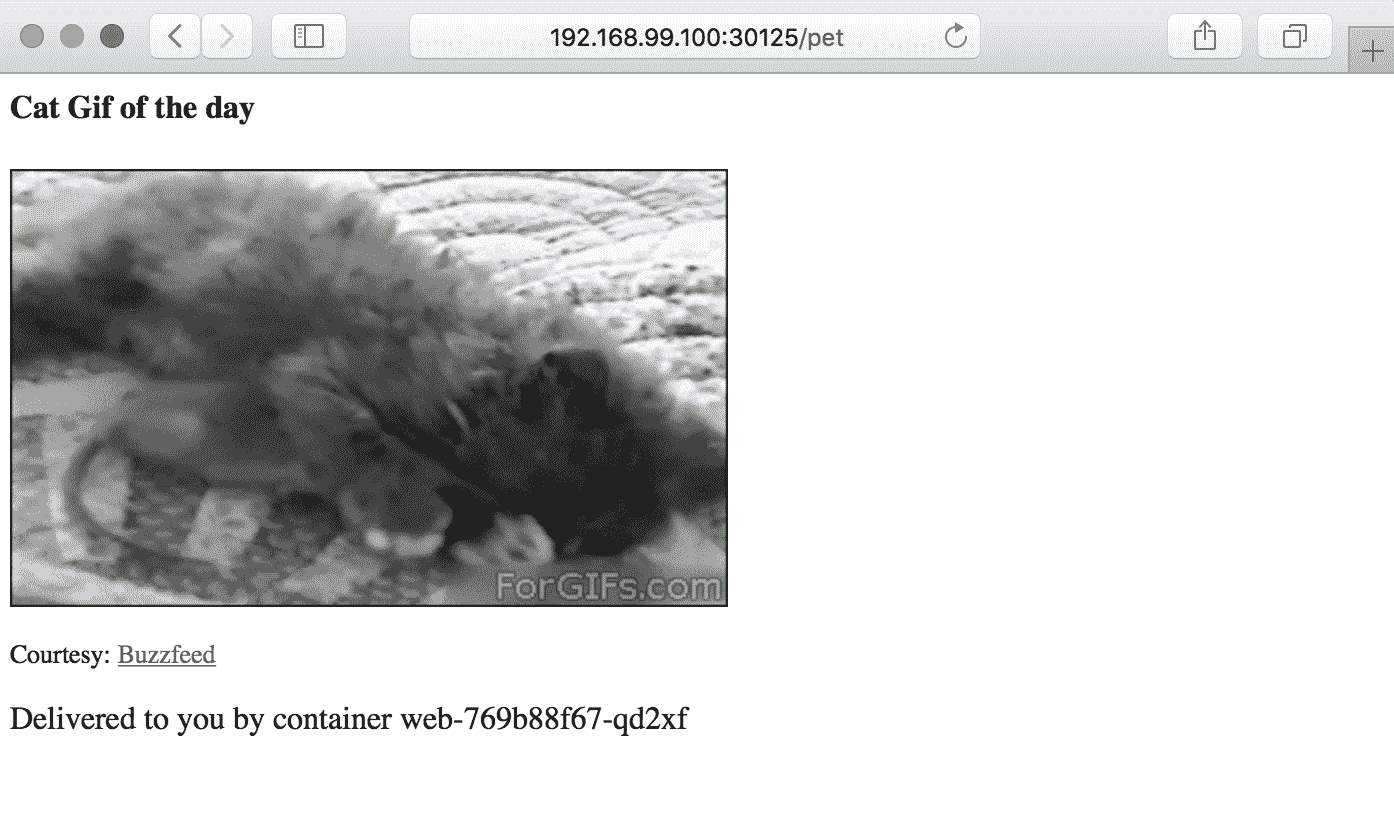 192.168.99.100:30125/pet
Cat Gif of the day
ForGIFs.com
Courtesy: Buzzfeed
Delivered to you by container web-769b88f67-qd2xf